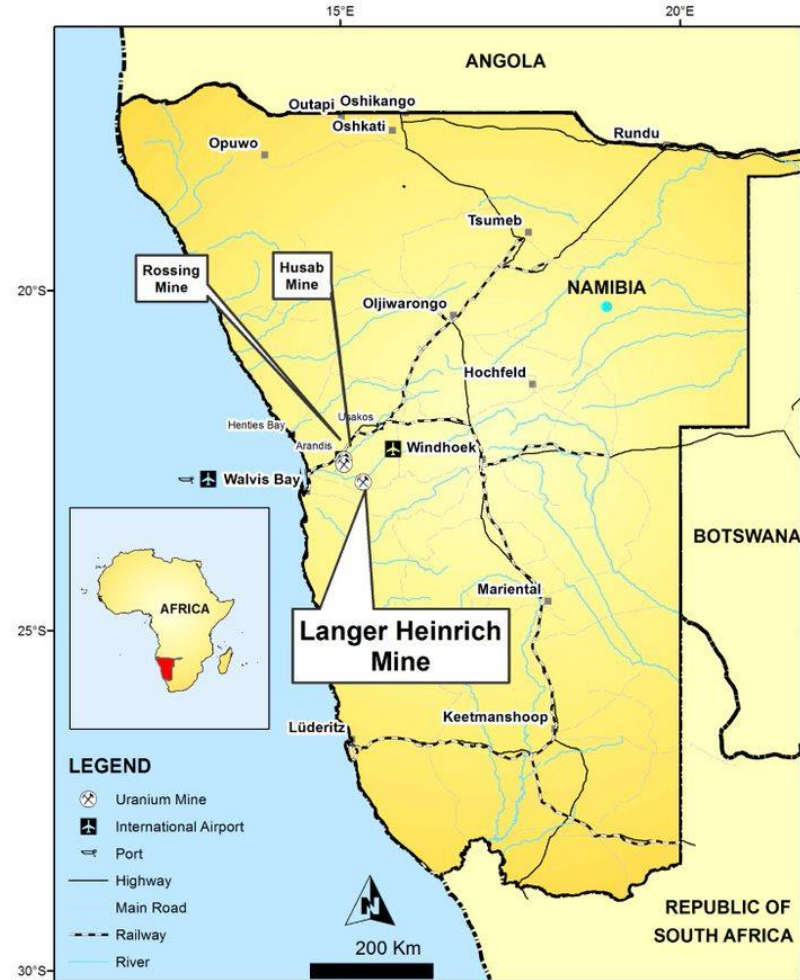 15°E
20°E
ANGOLA
Outapi
Oshikango
Oshkati
Rundu
Opuwo
Tsumeb
Rossing
Mine
Husab
Mine
20°S
NAMIBIA
Oljiwarongo
Hochfeld
Henties Bay
Usakos
Arandis
Windhoek
Walvis Bay
BOTSWANA
AFRICA
Mariental
25°S
Langer Heinrich
Mine
Keetmanshoop
Lüderitz
LEGEND
Uranium Mine
International Airport
Port
Highway
Main Road
Railway
River
N
200 Km
REPUBLIC OF
SOUTH AFRICA
30°S